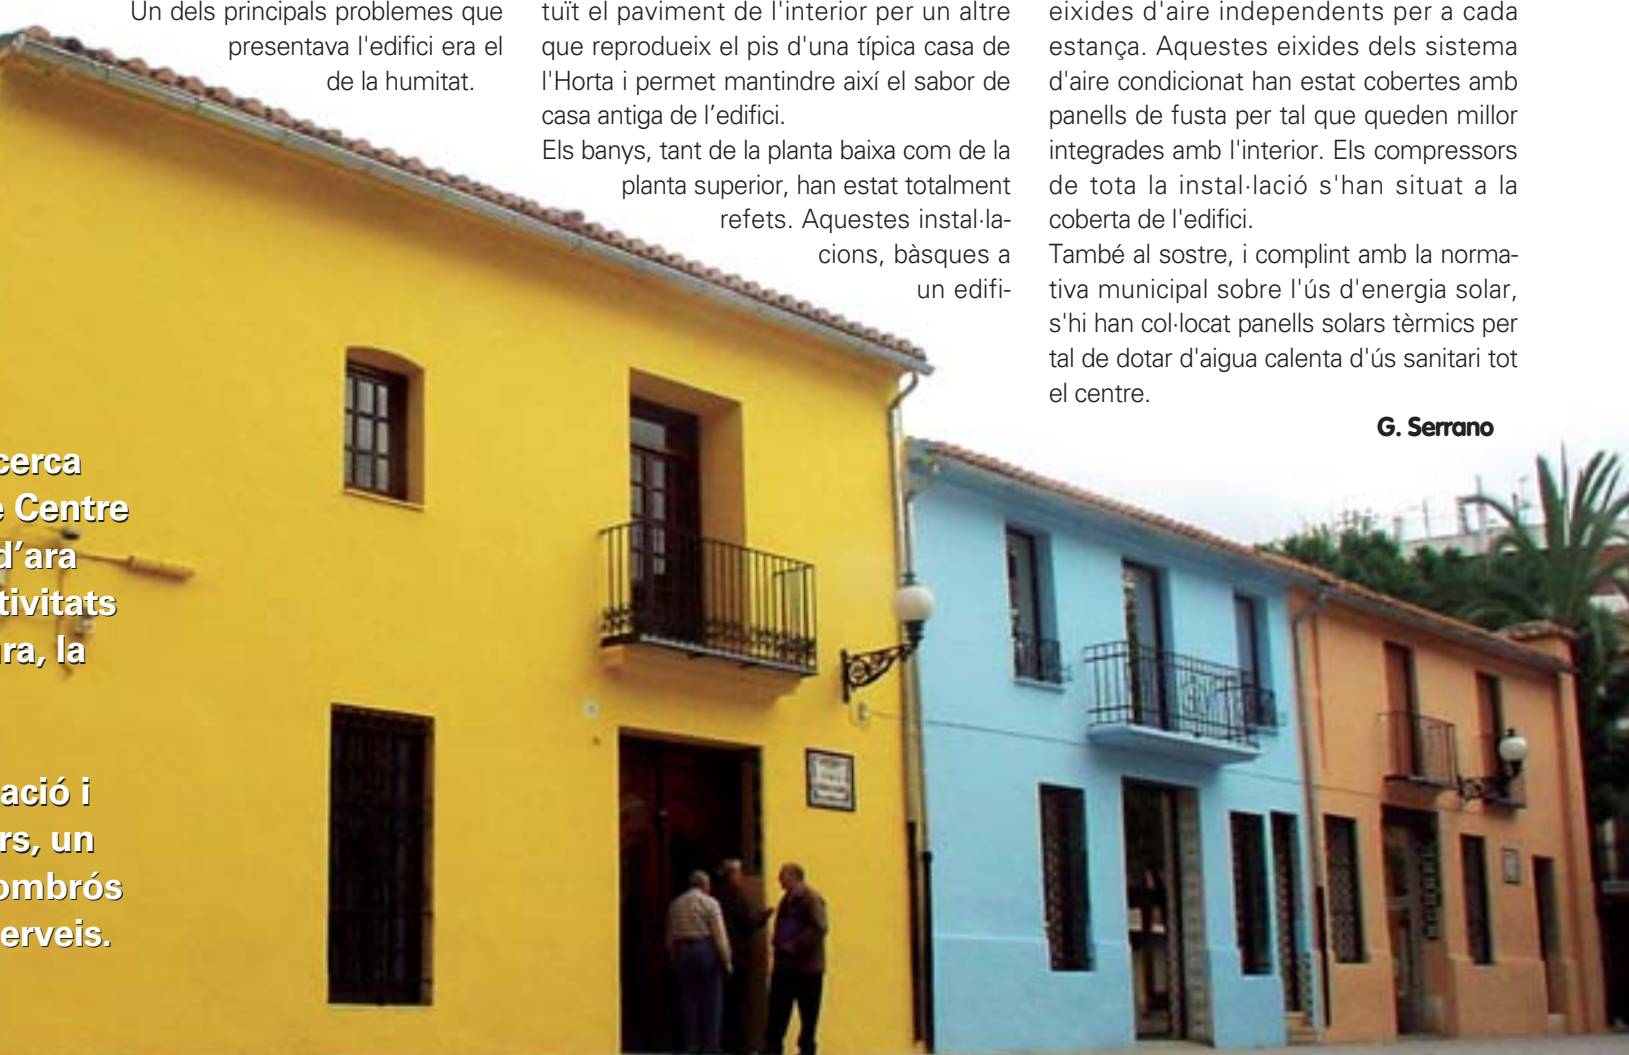 Un dels principals problemes que
presentava l'edifici era el
de la humitat.
tuït el paviment de l'interior per un altre
que reprodueix el pis d'una típica casa de
l'Horta i permet mantindre així el sabor de
casa antiga de l’edifici.
Els banys, tant de la planta baixa com de la
planta superior, han estat totalment
refets. Aquestes instal·la-
cions, bàsques a
un edifi-
eixides d'aire independents per a cada
estança. Aquestes eixides dels sistema
d'aire condicionat han estat cobertes amb
panells de fusta per tal que queden millor
integrades amb l'interior. Els compressors
de tota la instal·lació s'han situat a la
coberta de l'edifici.
També al sostre, i complint amb la norma-
tiva municipal sobre l'ús d'energia solar,
s'hi han col·locat panells solars tèrmics per
tal de dotar d'aigua calenta d'ús sanitari tot
el centre.
G. Serrano
cerca
e Centre
d’ara
tivitats
ra, la
ació i
rs, un
ombrós
erveis.